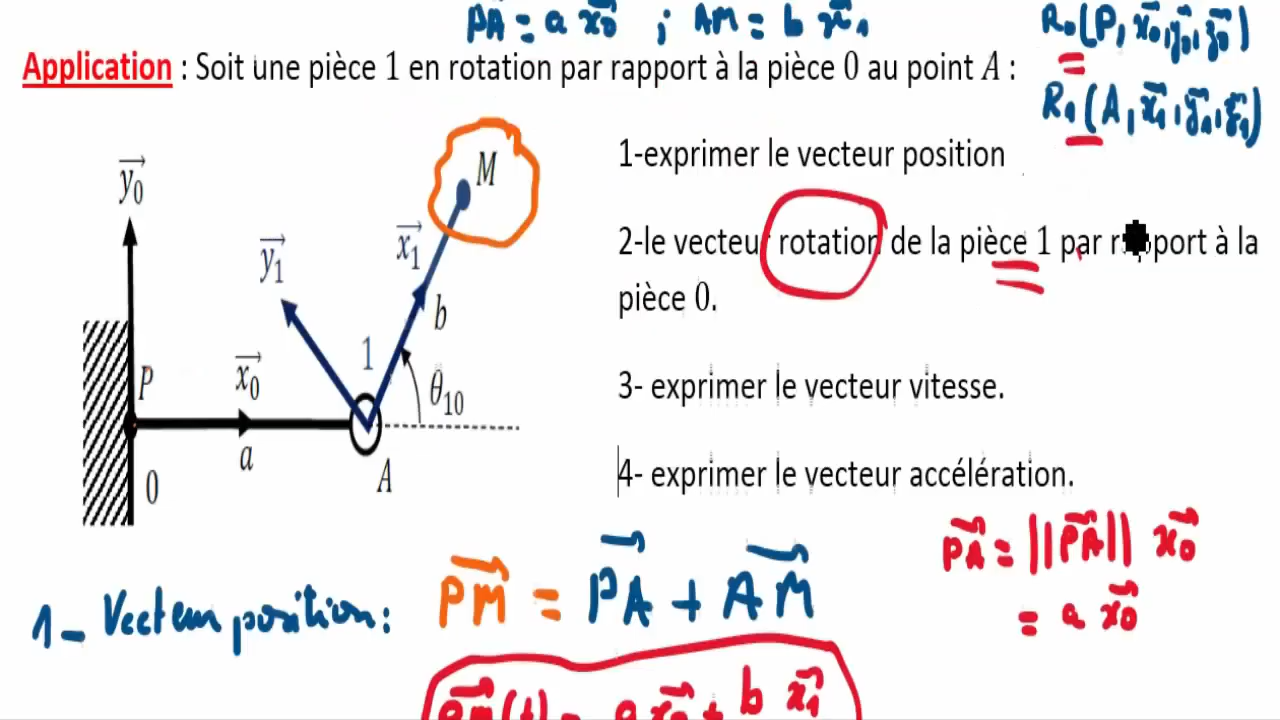 PA = a x0 ; AM = b x1
R0(P, x0, y0, z0)
Application : Soit une pièce 1 en rotation par rapport à la pièce 0 au point A :
R1(A, x1, y1, z1)
1-exprimer le vecteur position
2-le vecteur rotation de la pièce 1 par rapport à la
pièce 0.
3- exprimer le vecteur vitesse.
4- exprimer le vecteur accélération.
y0
M
x1
y1
b
1
P
x0
θ10
a
A
0
PA = ||PA|| x0
= a x0
1- Vecteur position:
PM = PA + AM
PM(t) = a x0 + b x1